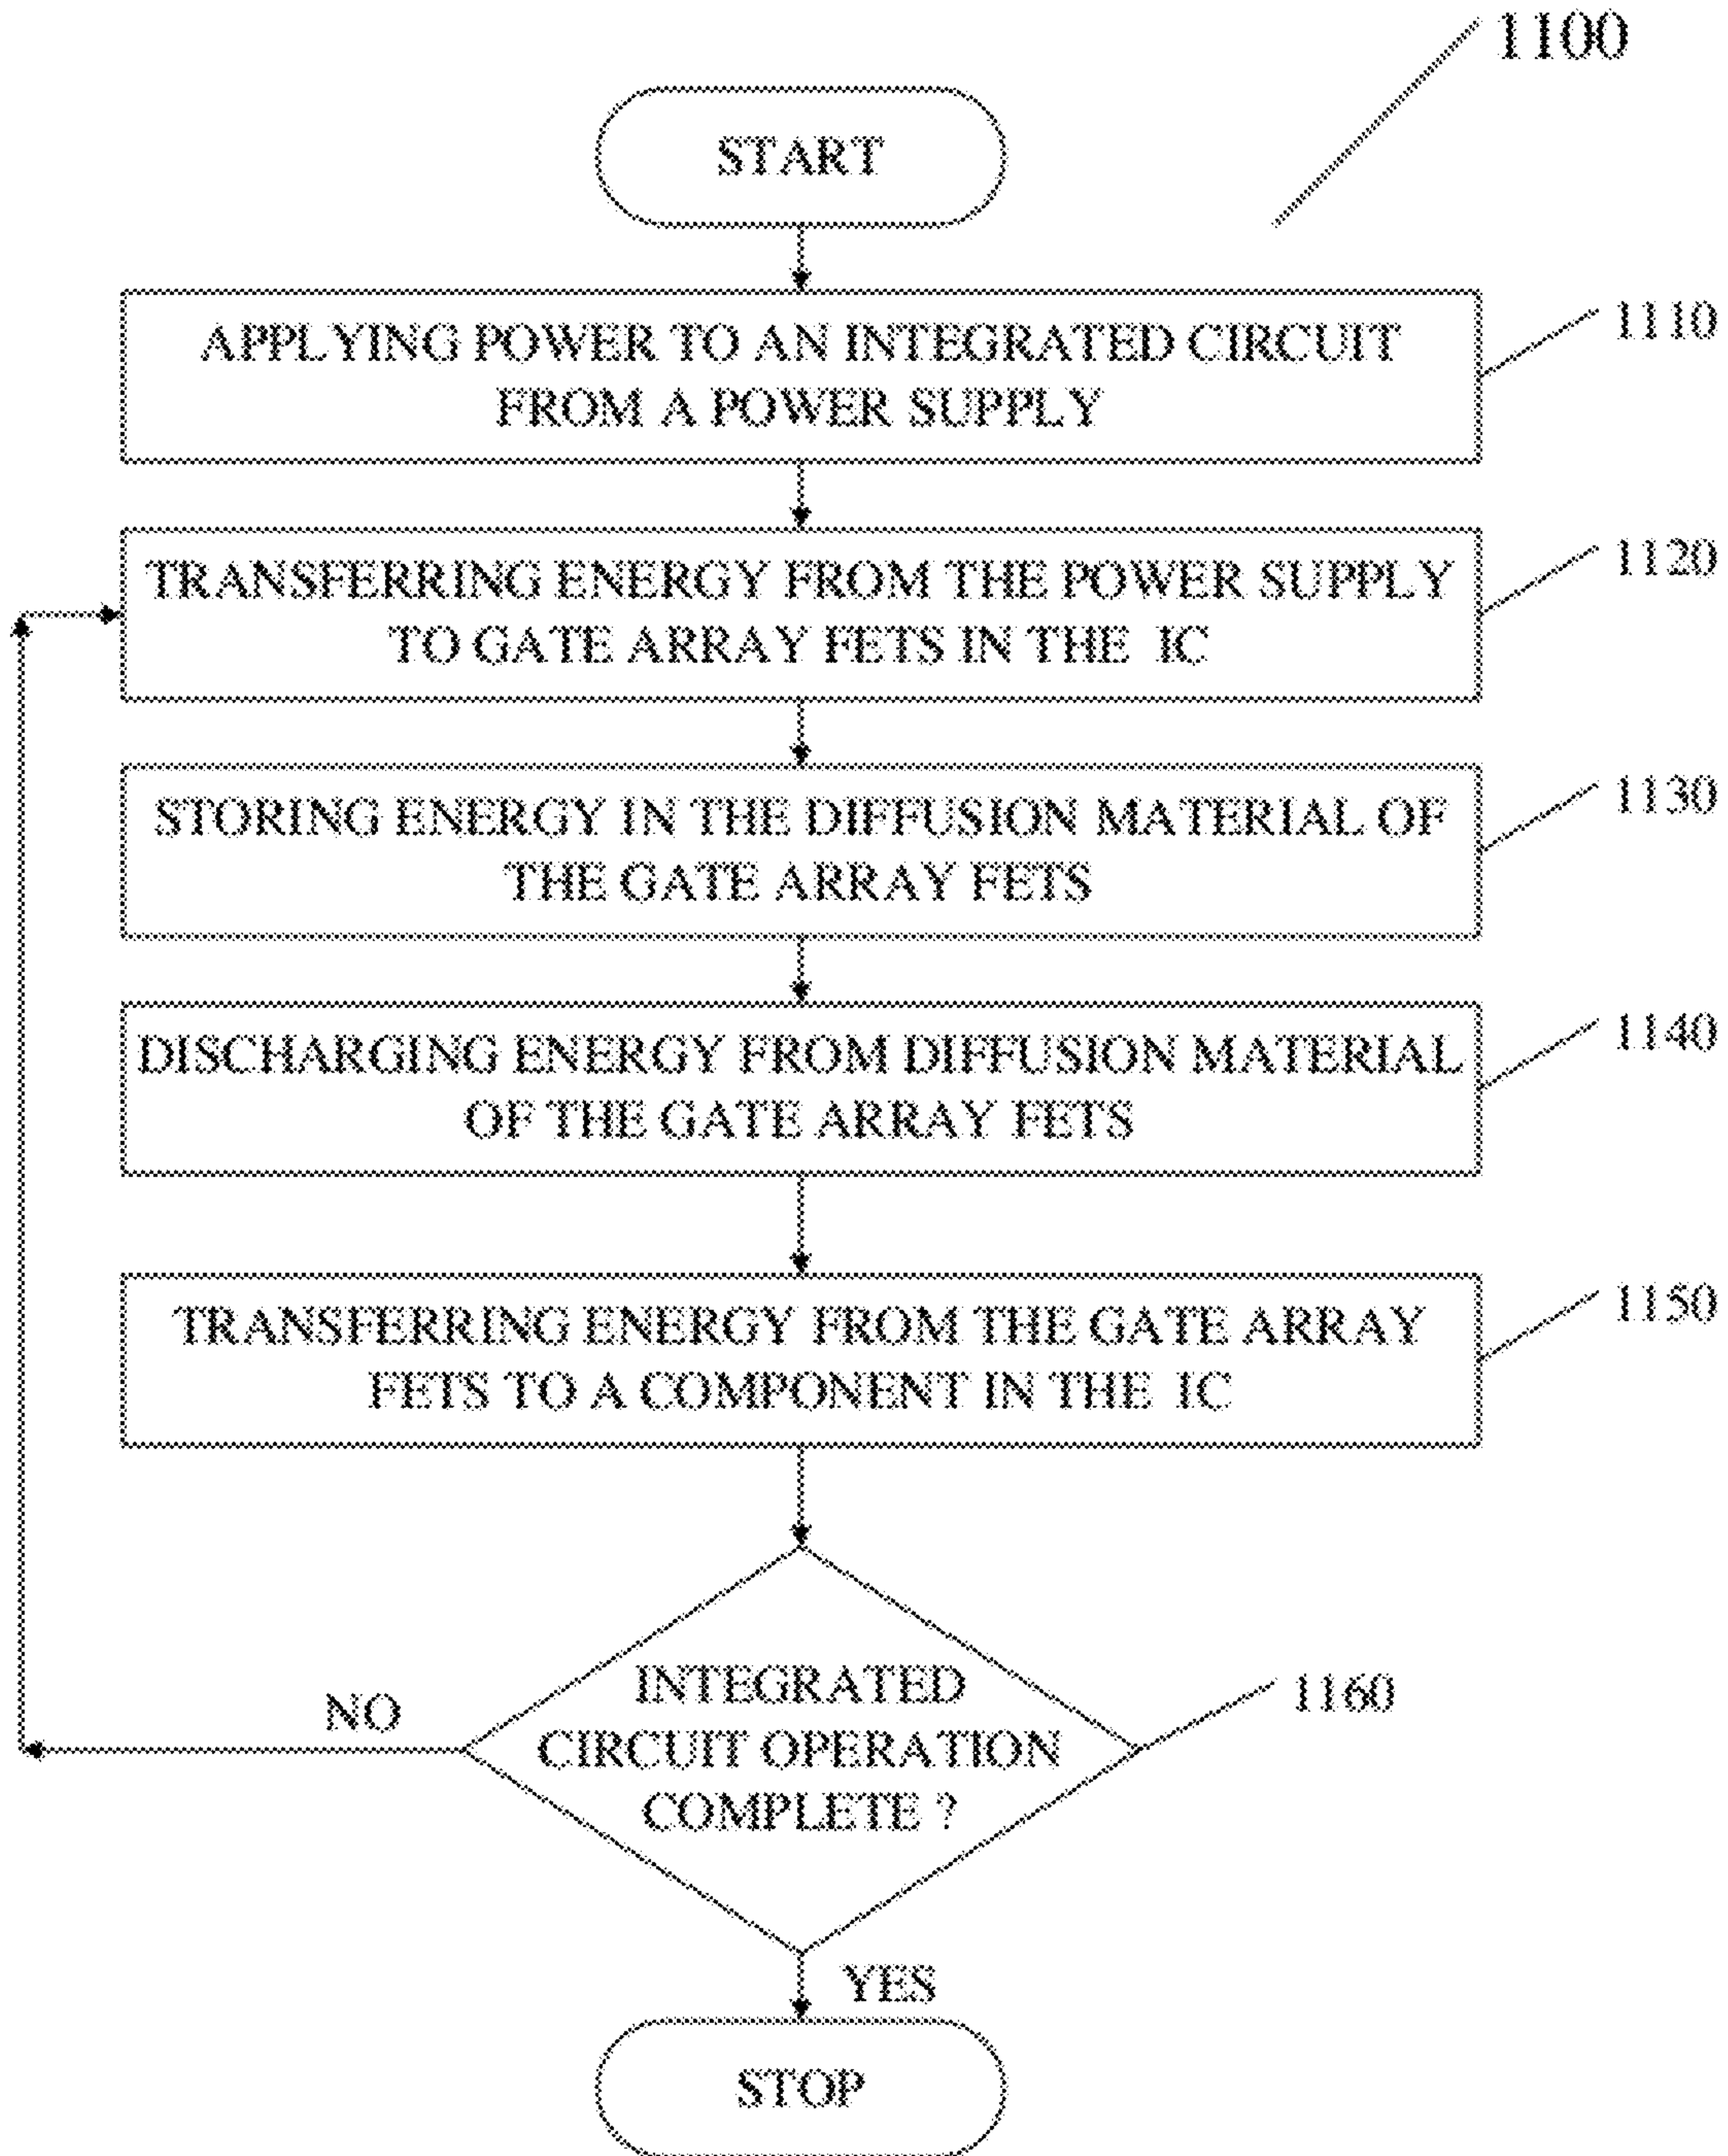 1100
START
APPLYING POWER TO AN INTEGRATED CIRCUIT
FROM A POWER SUPPLY
1110
TRANSFERRING ENERGY FROM THE POWER SUPPLY
TO GATE ARRAY FETS IN THE IC
1120
STORING ENERGY IN THE DIFFUSION MATERIAL OF
THE GATE ARRAY FETS
1130
DISCHARGING ENERGY FROM DIFFUSION MATERIAL
OF THE GATE ARRAY FETS
1140
TRANSFERRING ENERGY FROM THE GATE ARRAY
FETS TO A COMPONENT IN THE IC
1150
INTEGRATED
CIRCUIT OPERATION
COMPLETE ?
1160
NO
YES
STOP